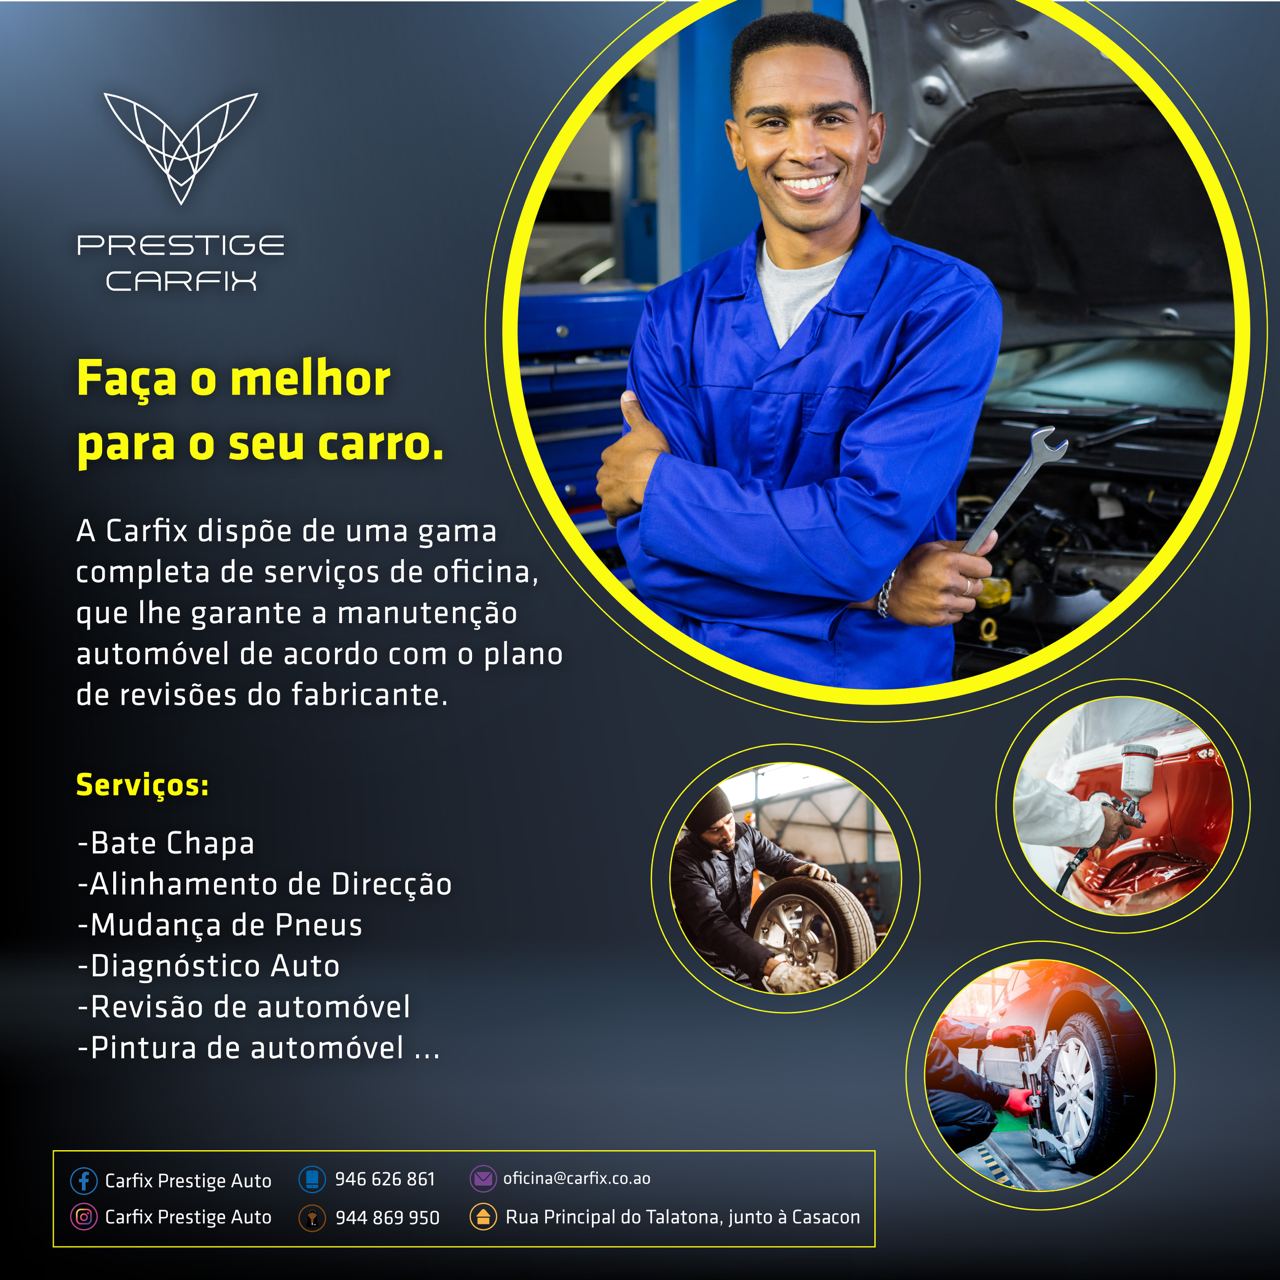 PRESTIGE
CARFIX
Faça o melhor
para o seu carro.
A Carfix dispõe de uma gama
completa de serviços de oficina,
que lhe garante a manutenção
automóvel de acordo com o plano
de revisões do fabricante.
Serviços:
-Bate Chapa
-Alinhamento de Direcção
-Mudança de Pneus
-Diagnóstico Auto
-Revisão de automóvel
-Pintura de automóvel ...
Carfix Prestige Auto 946 626 861 oficina@carfix.co.ao
Carfix Prestige Auto 944 869 950 Rua Principal do Talatona, junto à Casacon